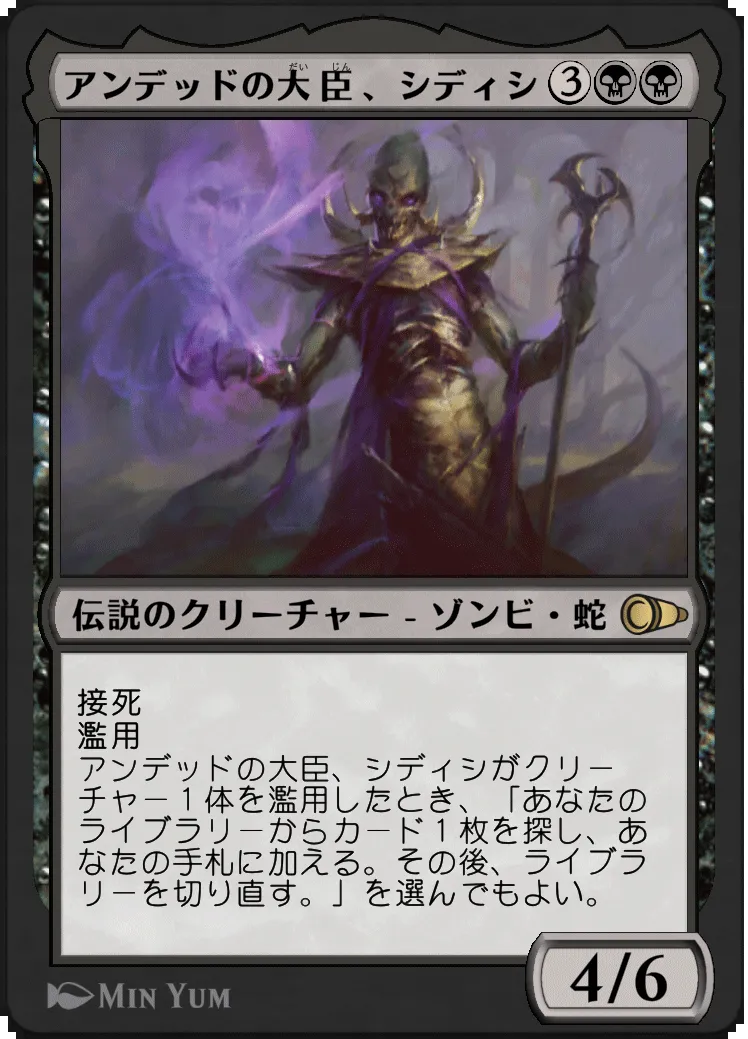 アンデッドの大臣、シディシ 3
だい じん
伝説のクリーチャー - ゾンビ・蛇
接死
濫用
アンデッドの大臣、シディシがクリー
チャー１体を濫用したとき、「あなたの
ライブラリーからカード１枚を探し、あ
なたの手札に加える。その後、ライブラ
リーを切り直す。」を選んでもよい。
4/6
MIN YUM